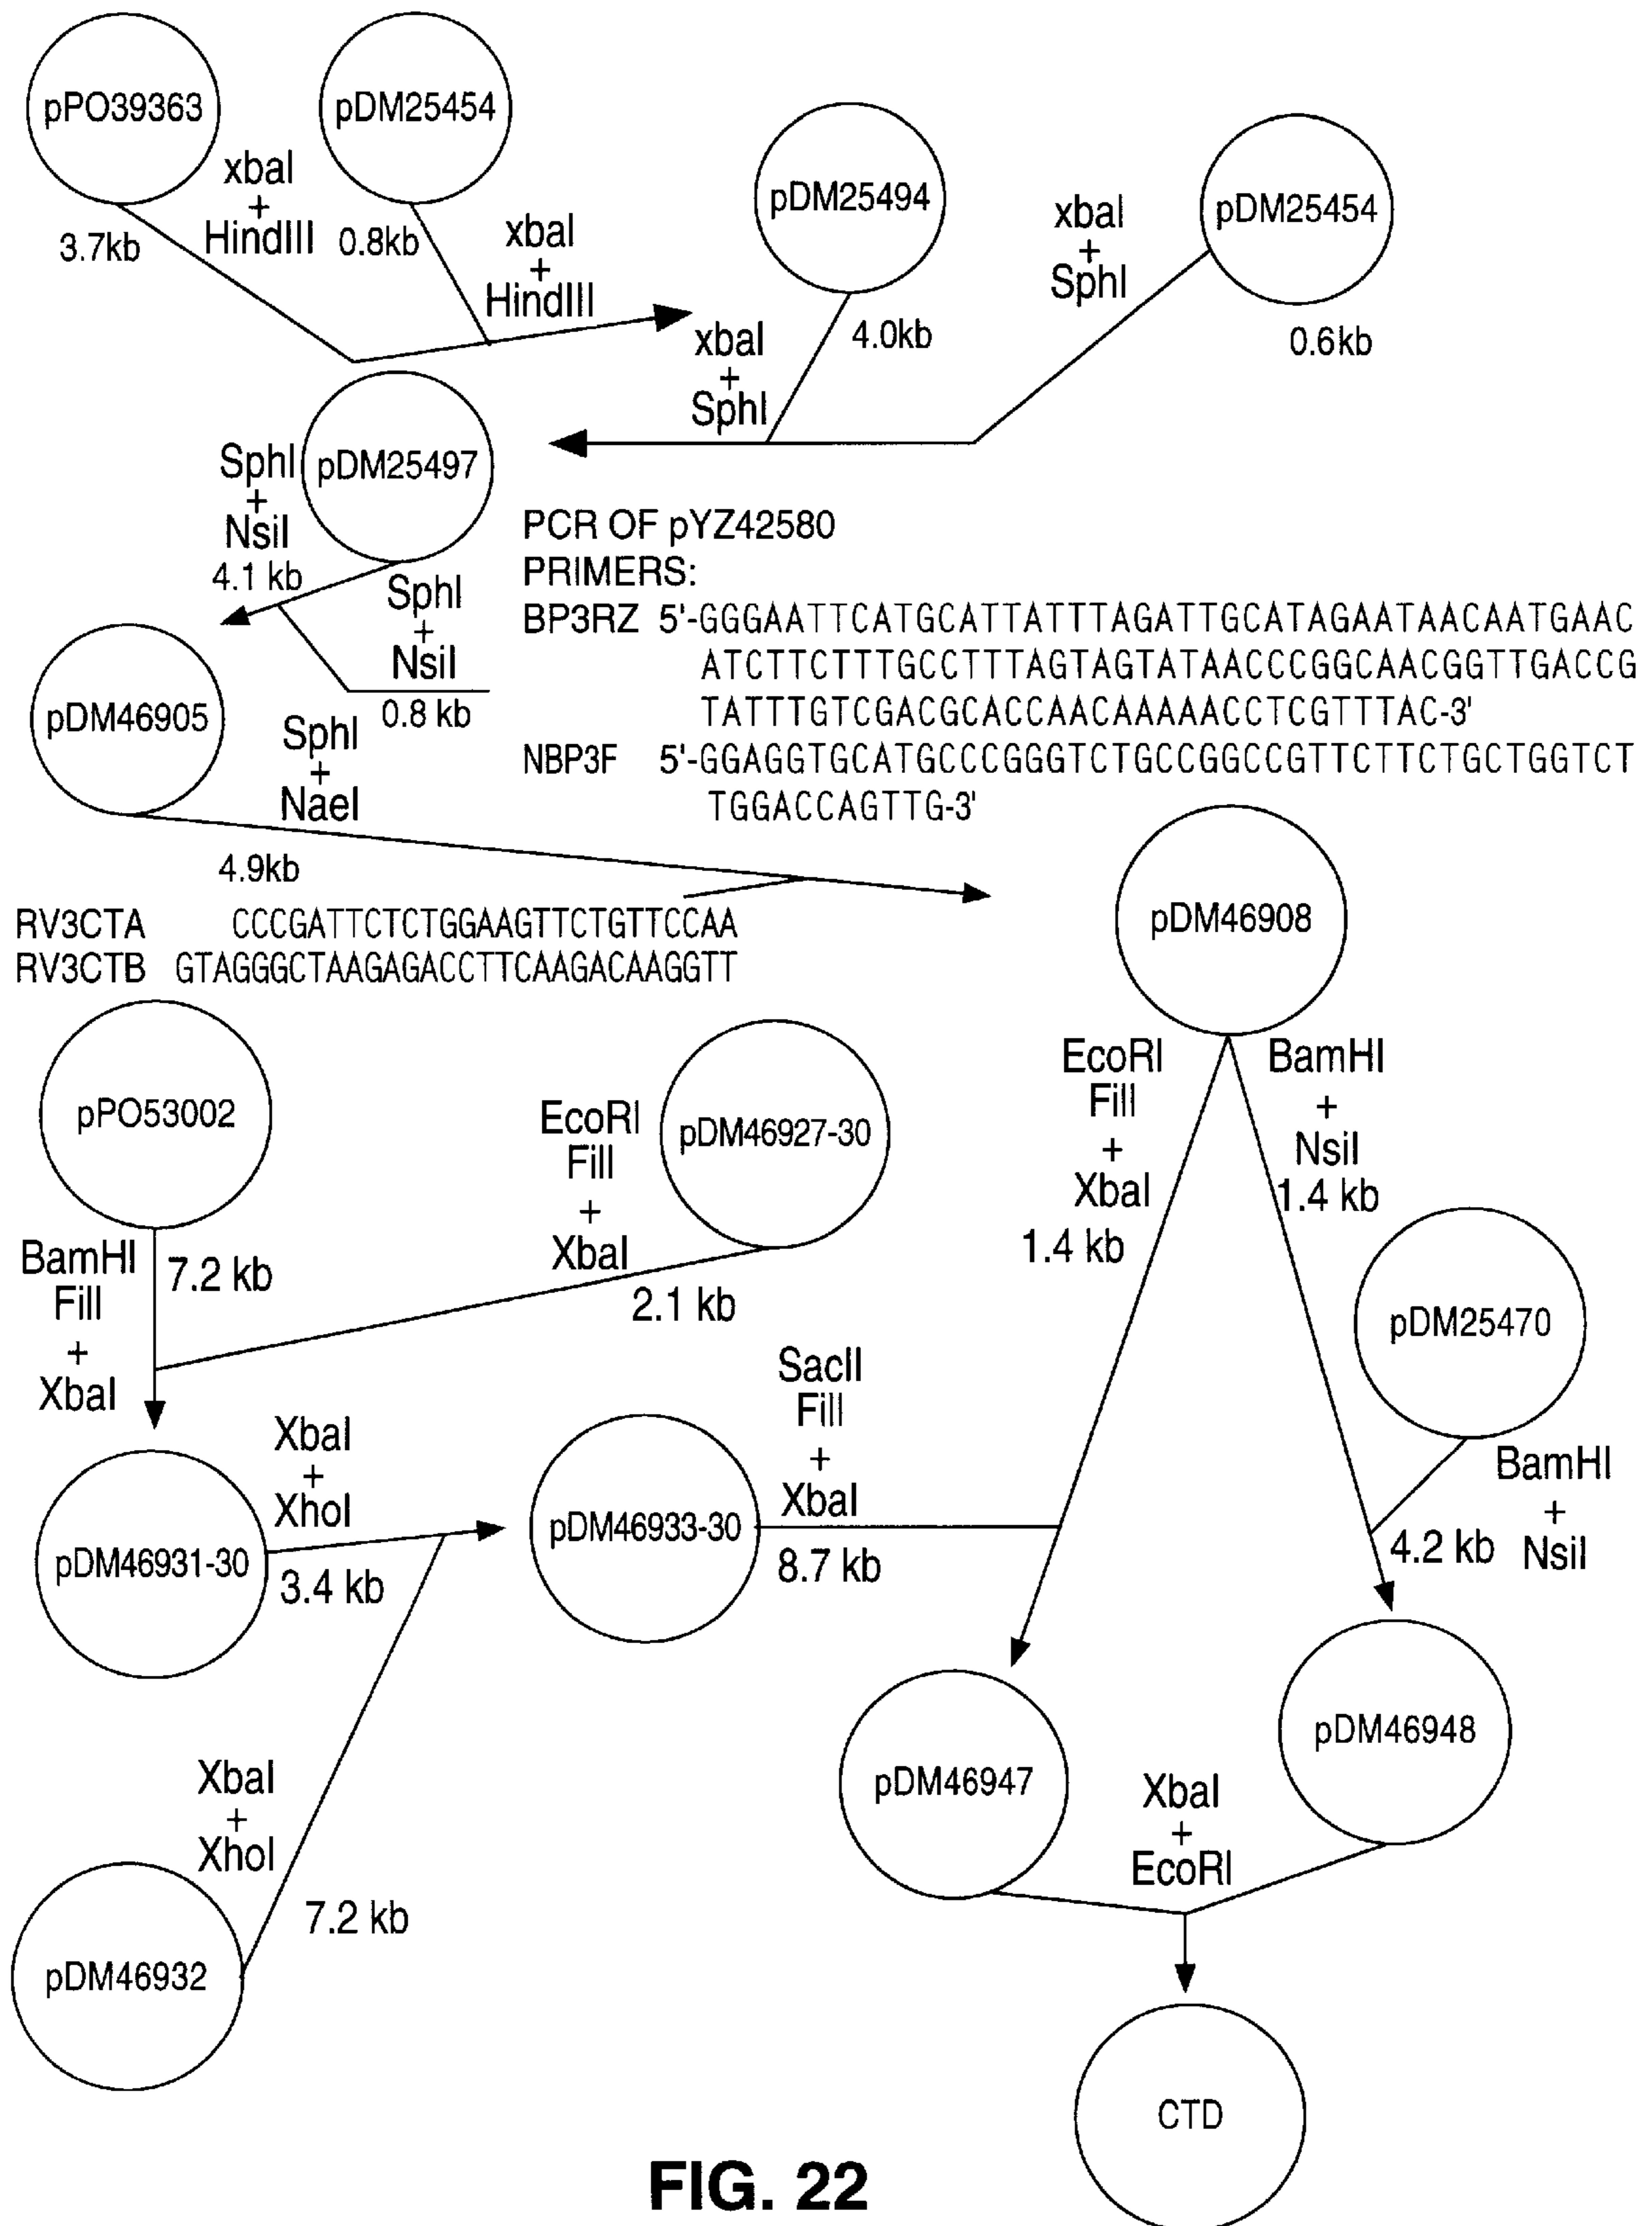 pPO39363
pDM25454
xbaI
+
HindIII
3.7kb
0.8kb
xbaI
+
HindIII
pDM25494
xbaI
+
SphI
4.0kb
xbaI
+
SphI
pDM25454
0.6kb
SphI
+
NsiI
4.1 kb
pDM25497
SphI
+
NsiI
0.8 kb
PCR OF pYZ42580
PRIMERS:
BP3RZ 5'-GGGAATTCATGCATTATTTAGATTGCATAGAATAACAATGAAC
ATCTTCTTTGCCTTTAGTAGTATAACCCGGCAACGGTTGACCG
TATTTGTCGACGCACCAACAAAAACCTCGTTTAC-3'
NBP3F 5'-GGAGGTGCATGCCCGGGTCTGCCGGCCGTTCTTCTGCTGGTCT
TGGACCAGTTG-3'
pDM46905
SphI
+
NaeI
4.9kb
RV3CTA CCCGATTCTCTGGAAGTTCTGTTCCAA
RV3CTB GTAGGGCTAAGAGACCTTCAAGACAAGGTT
pDM46908
pPO53002
BamHI
Fill
+
XbaI
7.2 kb
EcoRI
Fill
+
XbaI
pDM46927-30
2.1 kb
EcoRI
Fill
+
XbaI
1.4 kb
BamHI
+
NsiI
1.4 kb
pDM25470
BamHI
+
NsiI
4.2 kb
pDM46931-30
XbaI
+
XhoI
3.4 kb
pDM46933-30
SacII
Fill
+
XbaI
8.7 kb
XbaI
+
XhoI
7.2 kb
pDM46932
pDM46947
pDM46948
XbaI
+
EcoRI
CTD
FIG. 22